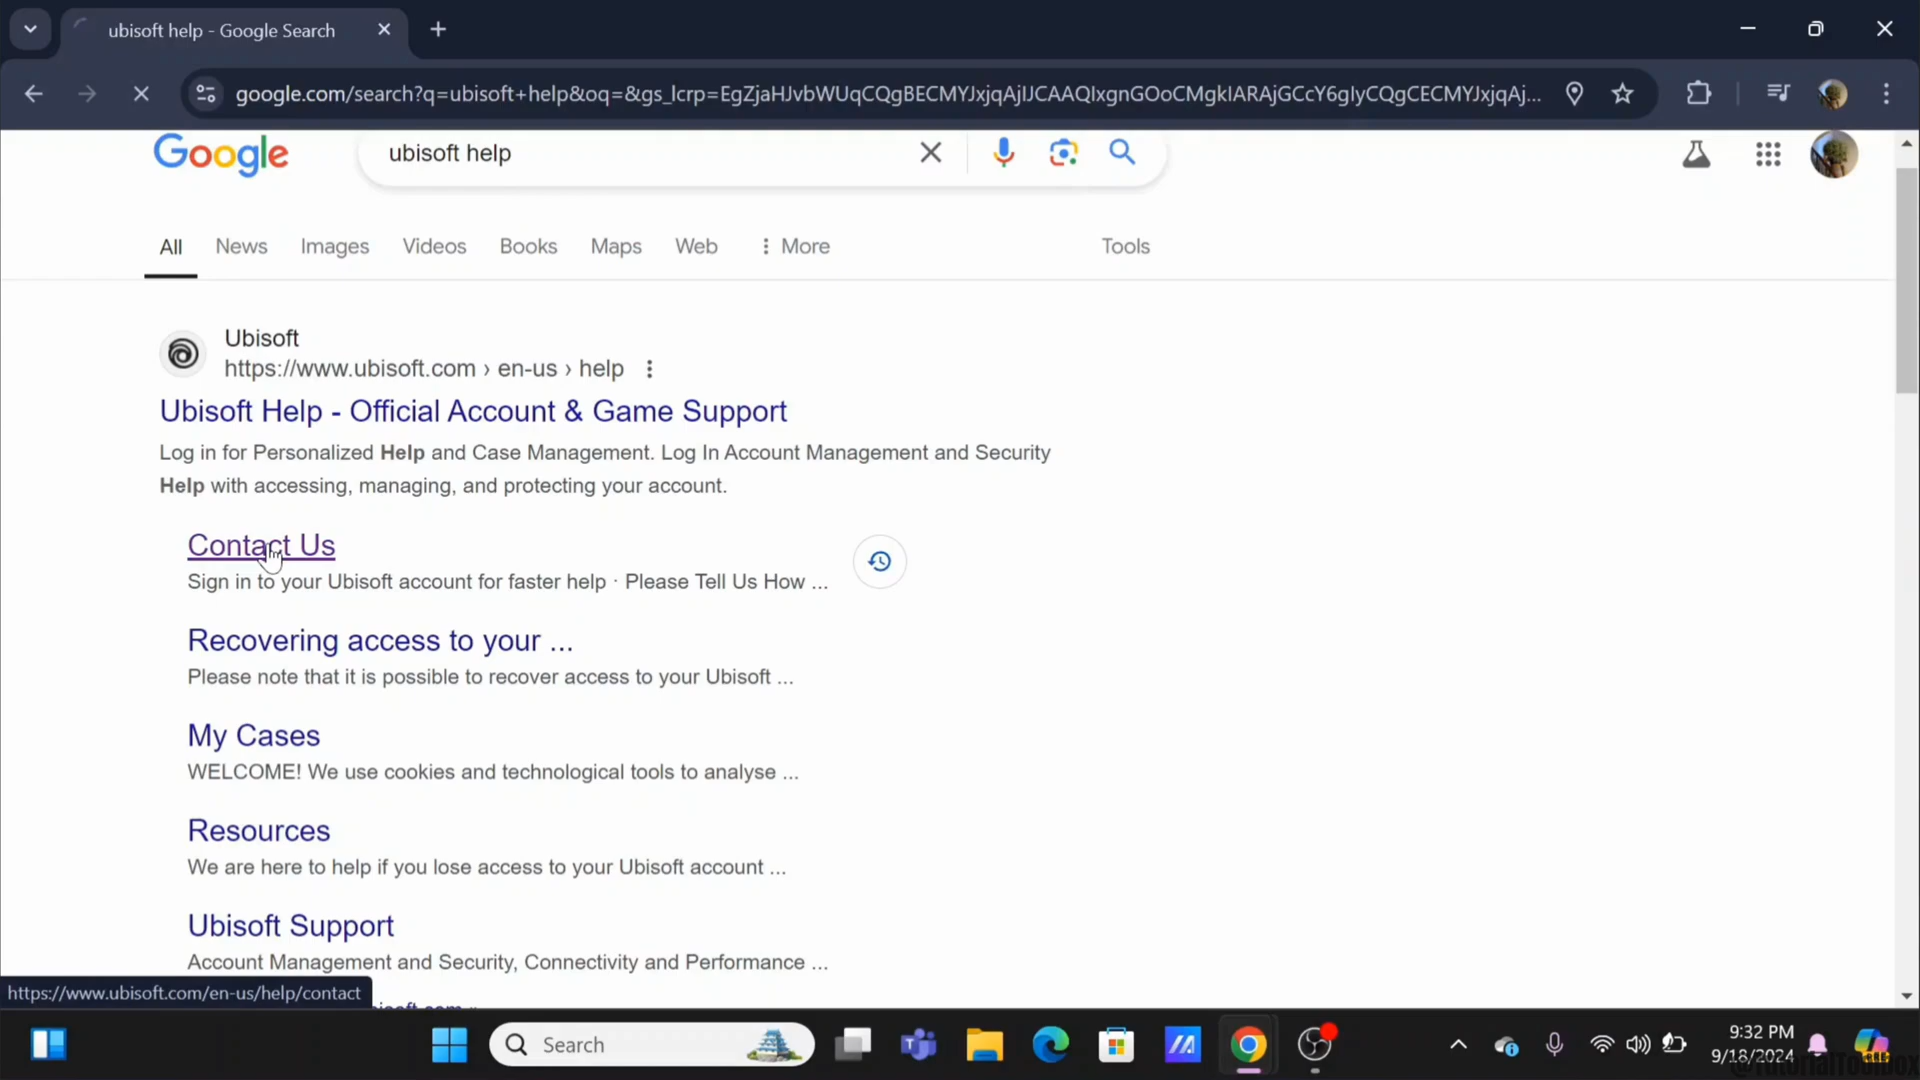 ubisoft help - Google Search
google.com/search?q=ubisoft+help&oq=&gs_lcrp=EgZjaHJvbWUqCQgBECMYJxjqAjIJCAAQIxgnGOoCMgkIARAjGCcY6gIyCQgCECMYJxjqAj...
Google
ubisoft help
All News Images Videos Books Maps Web More Tools
Ubisoft
https://www.ubisoft.com › en-us › help
Ubisoft Help - Official Account & Game Support
Log in for Personalized Help and Case Management. Log In Account Management and Security
Help with accessing, managing, and protecting your account.
Contact Us
Sign in to your Ubisoft account for faster help · Please Tell Us How ...
Recovering access to your ...
Please note that it is possible to recover access to your Ubisoft ...
My Cases
WELCOME! We use cookies and technological tools to analyse ...
Resources
We are here to help if you lose access to your Ubisoft account ...
Ubisoft Support
Account Management and Security, Connectivity and Performance ...
https://www.ubisoft.com/en-us/help/contact
Search
9:32 PM
9/18/2024
@TutorialToolbox